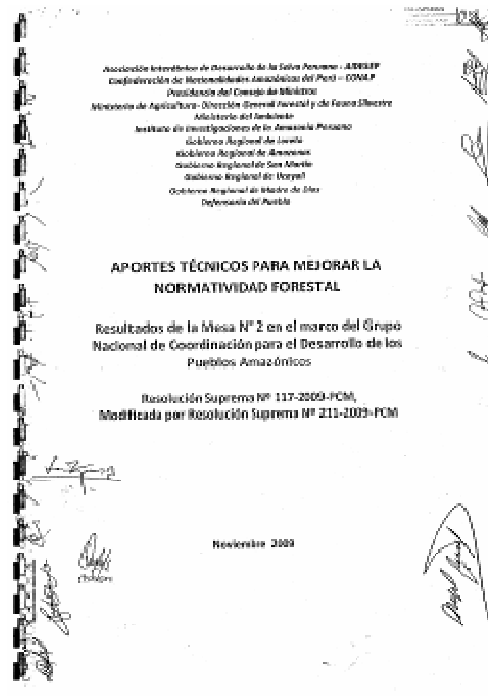 Asociación Interétnica de Desarrollo de la Selva Peruana - AIDESEP
Confederación de Nacionalidades Amazónicas del Perú – CONAP
Presidencia del Consejo de Ministros
Ministerio de Agricultura- Dirección General Forestal y de Fauna Silvestre
Ministerio del Ambiente
Instituto de Investigaciones de la Amazonía Peruana
Gobierno Regional de Loreto
Gobierno Regional de Amazonas
Gobierno Regional de San Martín
Gobierno Regional de Ucayali
Gobierno Regional de Madre de Dios
Defensoría del Pueblo
APORTES TÉCNICOS PARA MEJORAR LA
NORMATIVIDAD FORESTAL
Resultados de la Mesa N° 2 en el marco del Grupo
Nacional de Coordinación para el Desarrollo de los
Pueblos Amazónicos
Resolución Suprema Nº 117-2009-PCM,
Modificada por Resolución Suprema Nº 211-2009-PCM
Noviembre 2009